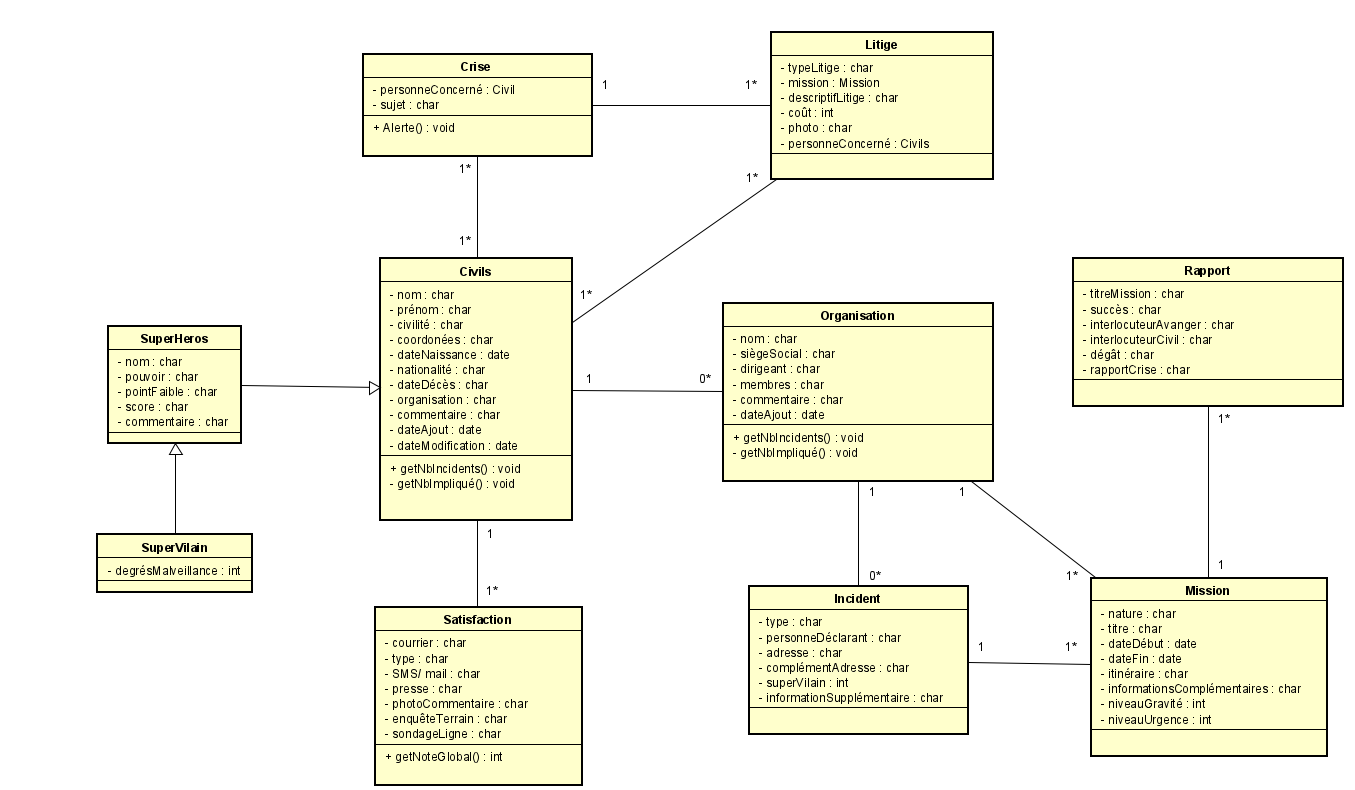 Litige
- typeLitige : char
- mission : Mission
- descriptifLitige : char
- coût : int
- photo : char
- personneConcerné : Civils
Crise
- personneConcerné : Civil
- sujet : char
+ Alerte() : void
1
1*
1*
1*
1*
1*
Civils
- nom : char
- prénom : char
- civilité : char
- coordonées : char
- dateNaissance : date
- nationalité : char
- dateDécès : char
- organisation : char
- commentaire : char
- dateAjout : date
- dateModification : date
+ getNbIncidents() : void
- getNbImpliqué() : void
Rapport
- titreMission : char
- succès : char
- interlocuteurAvanger : char
- interlocuteurCivil : char
- dégât : char
- rapportCrise : char
Organisation
- nom : char
- siègeSocial : char
- dirigeant : char
- membres : char
- commentaire : char
- dateAjout : date
+ getNbIncidents() : void
- getNbImpliqué() : void
SuperHeros
- nom : char
- pouvoir : char
- pointFaible : char
- score : char
- commentaire : char
1
0*
1*
1
1
1
1*
0*
1*
1
SuperVilain
- degrésMalveillance : int
Satisfaction
- courrier : char
- type : char
- SMS/ mail : char
- presse : char
- photoCommentaire : char
- enquêteTerrain : char
- sondageLigne : char
+ getNoteGlobal() : int
Incident
- type : char
- personneDéclarant : char
- adresse : char
- complémentAdresse : char
- superVilain : int
- informationSupplémentaire : char
1
1*
Mission
- nature : char
- titre : char
- dateDébut : date
- dateFin : date
- itinéraire : char
- informationsComplémentaires : char
- niveauGravité : int
- niveauUrgence : int